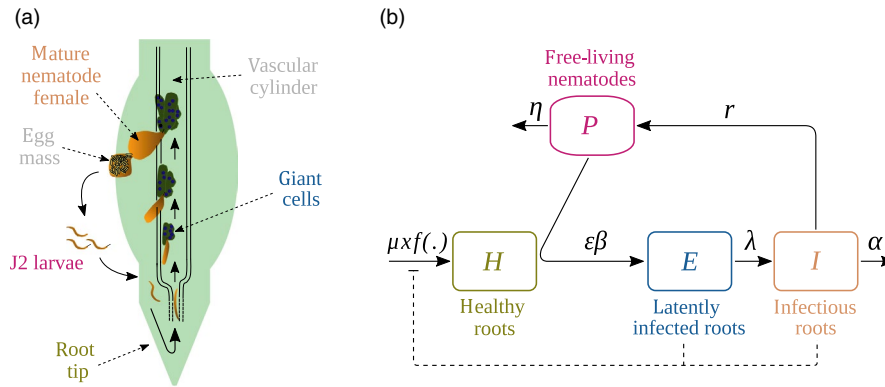 (a)
Mature
nematode
female
Vascular
cylinder
Egg
mass
Giant
cells
J2 larvae
Root
tip
(b)
Free-living
nematodes
η
P
r
μxf(.)
H
εβ
E
λ
I
α
Healthy
roots
Latently
infected roots
Infectious
roots